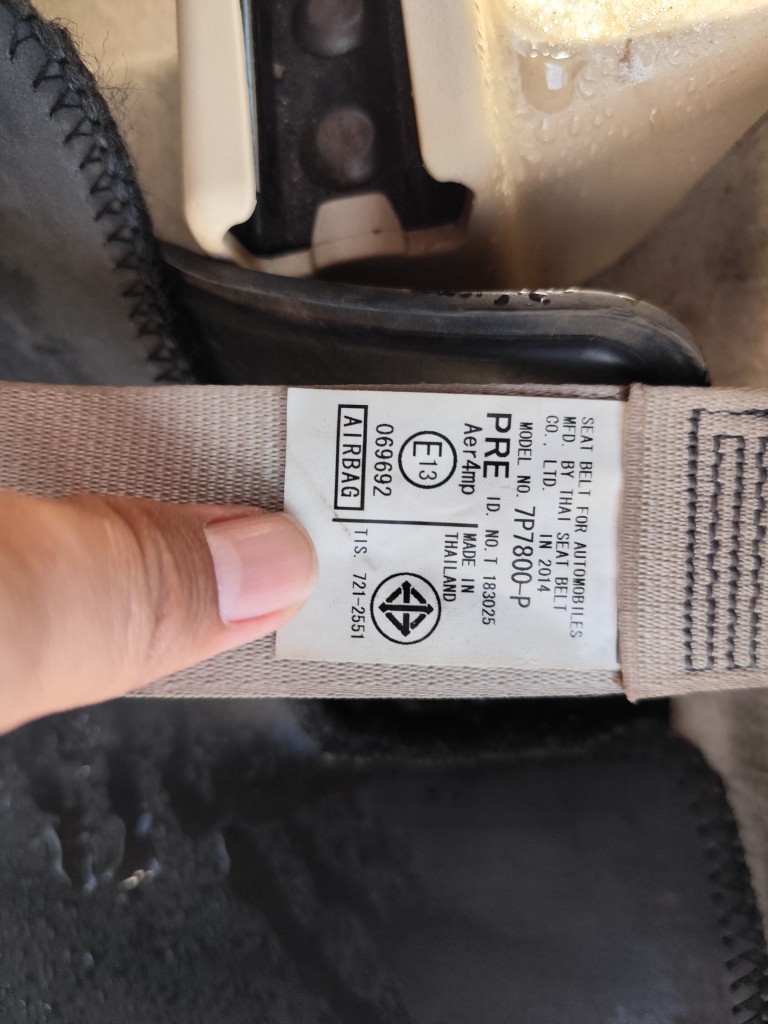 SEAT BELT FOR AUTOMOBILES
MFD. BY THAI SEAT BELT
CO., LTD. IN 2014
MODEL NO. 7P7800-P
PRE ID. NO. T 183025
Aer4mp
MADE IN
THAILAND
E13
069692
AIRBAG
TIS. 721-2551